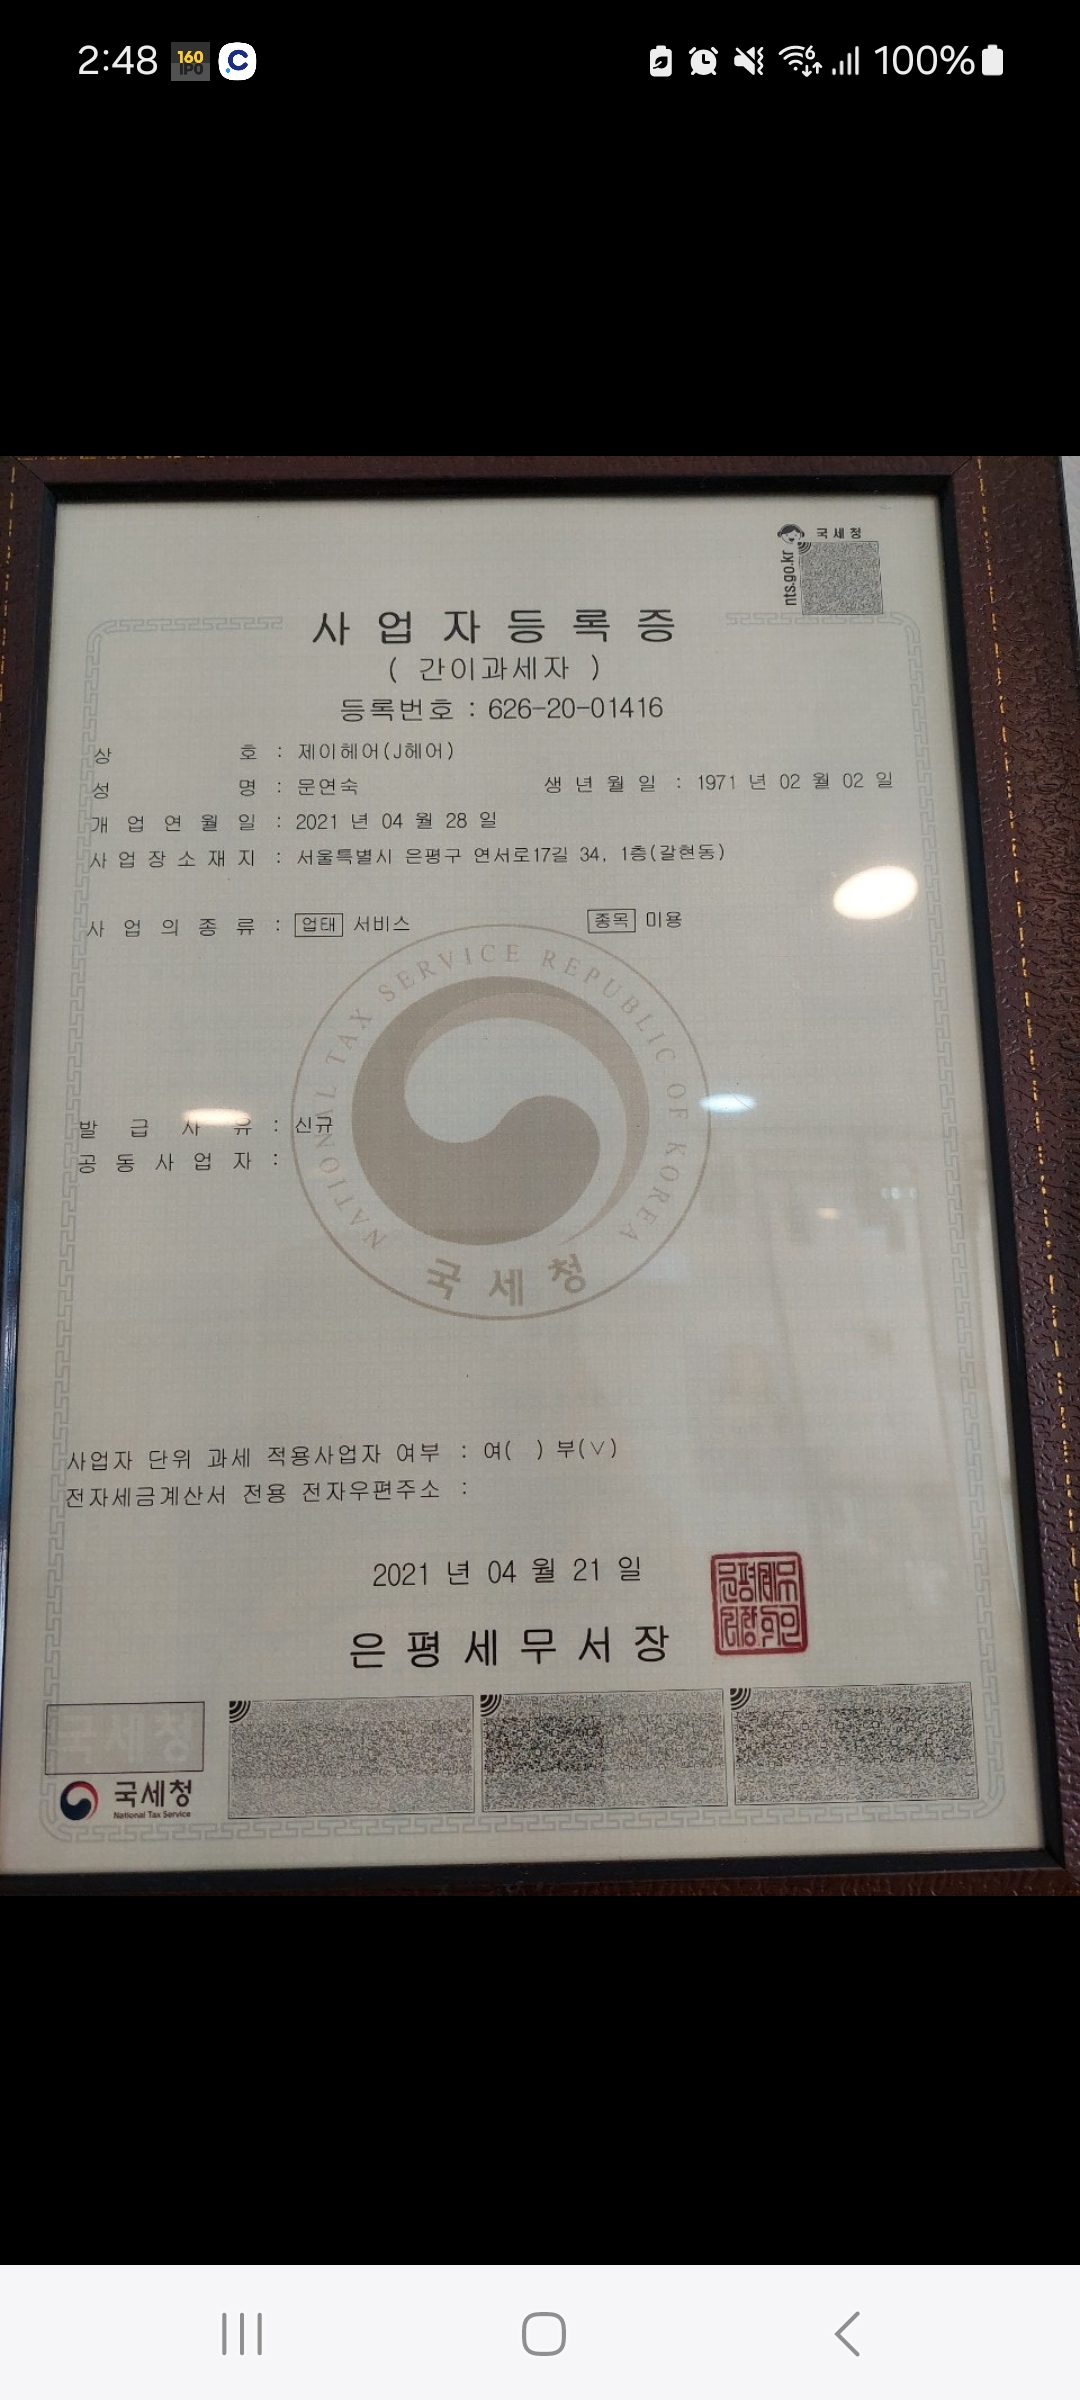 2:48 160 IPO C 6 100%
국세청
nts.go.kr
사업자등록증
( 간이과세자 )
등록번호 : 626-20-01416
상 호 : 제이헤어(J헤어)
성 명 : 문연숙 생 년 월 일 : 1971 년 02 월 02 일
개 업 연 월 일 : 2021 년 04 월 28 일
사 업 장 소 재 지 : 서울특별시 은평구 연서로17길 34, 1층(갈현동)
사 업 의 종 류 : 업태 서비스 종목 미용
NATIONAL TAX SERVICE REPUBLIC OF KOREA
국세청
발 급 사 유 : 신규
공 동 사 업 자 :
사업자 단위 과세 적용사업자 여부 : 여( ) 부(∨)
전자세금계산서 전용 전자우편주소 :
2021 년 04 월 21 일
은평세무서장
국세청
국세청
National Tax Service